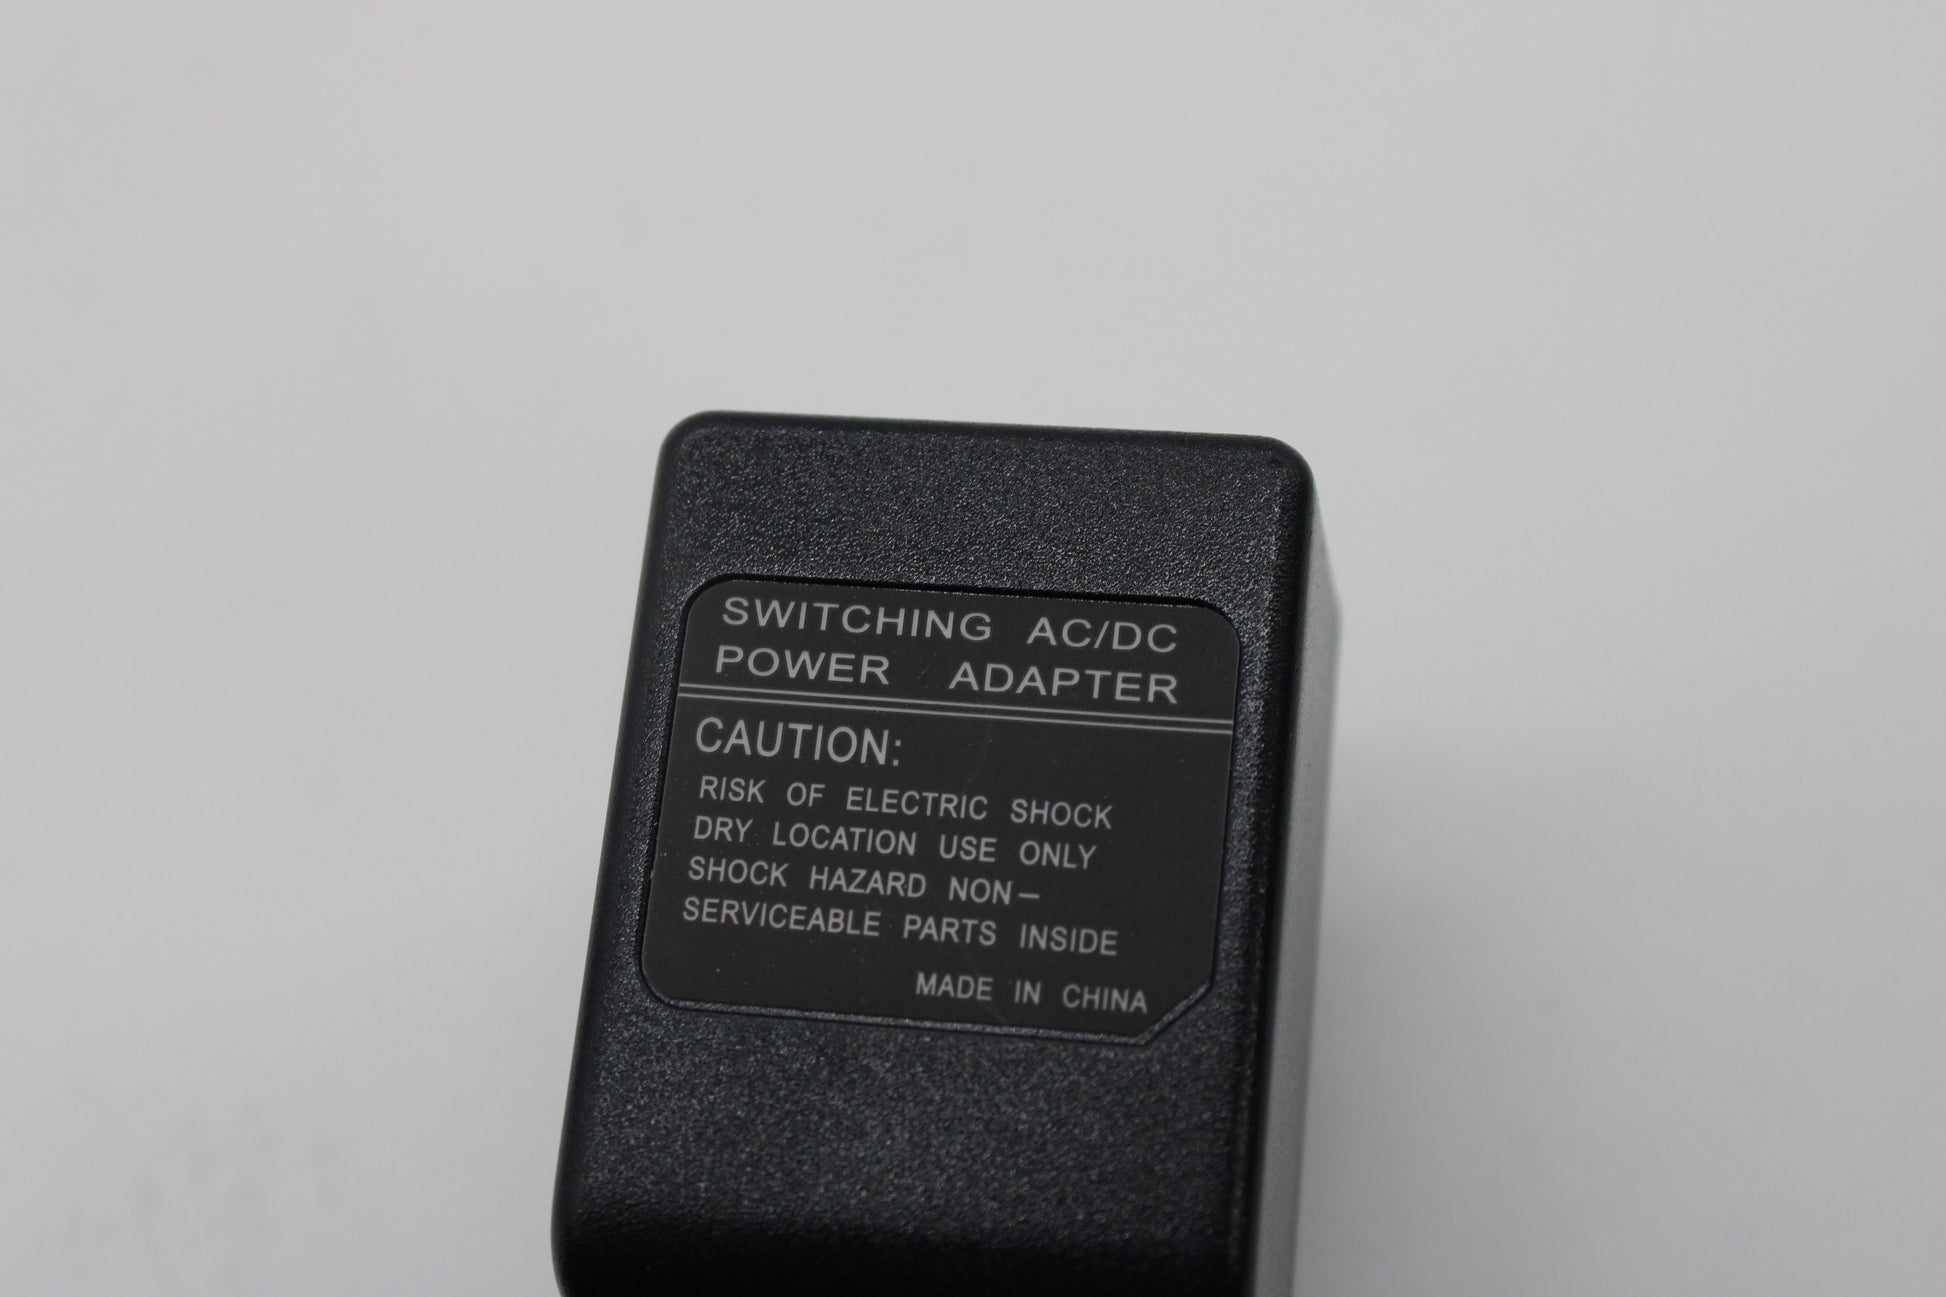 SWITCHING AC/DC
POWER ADAPTER
CAUTION:
RISK OF ELECTRIC SHOCK
DRY LOCATION USE ONLY
SHOCK HAZARD NON-
SERVICEABLE PARTS INSIDE
MADE IN CHINA